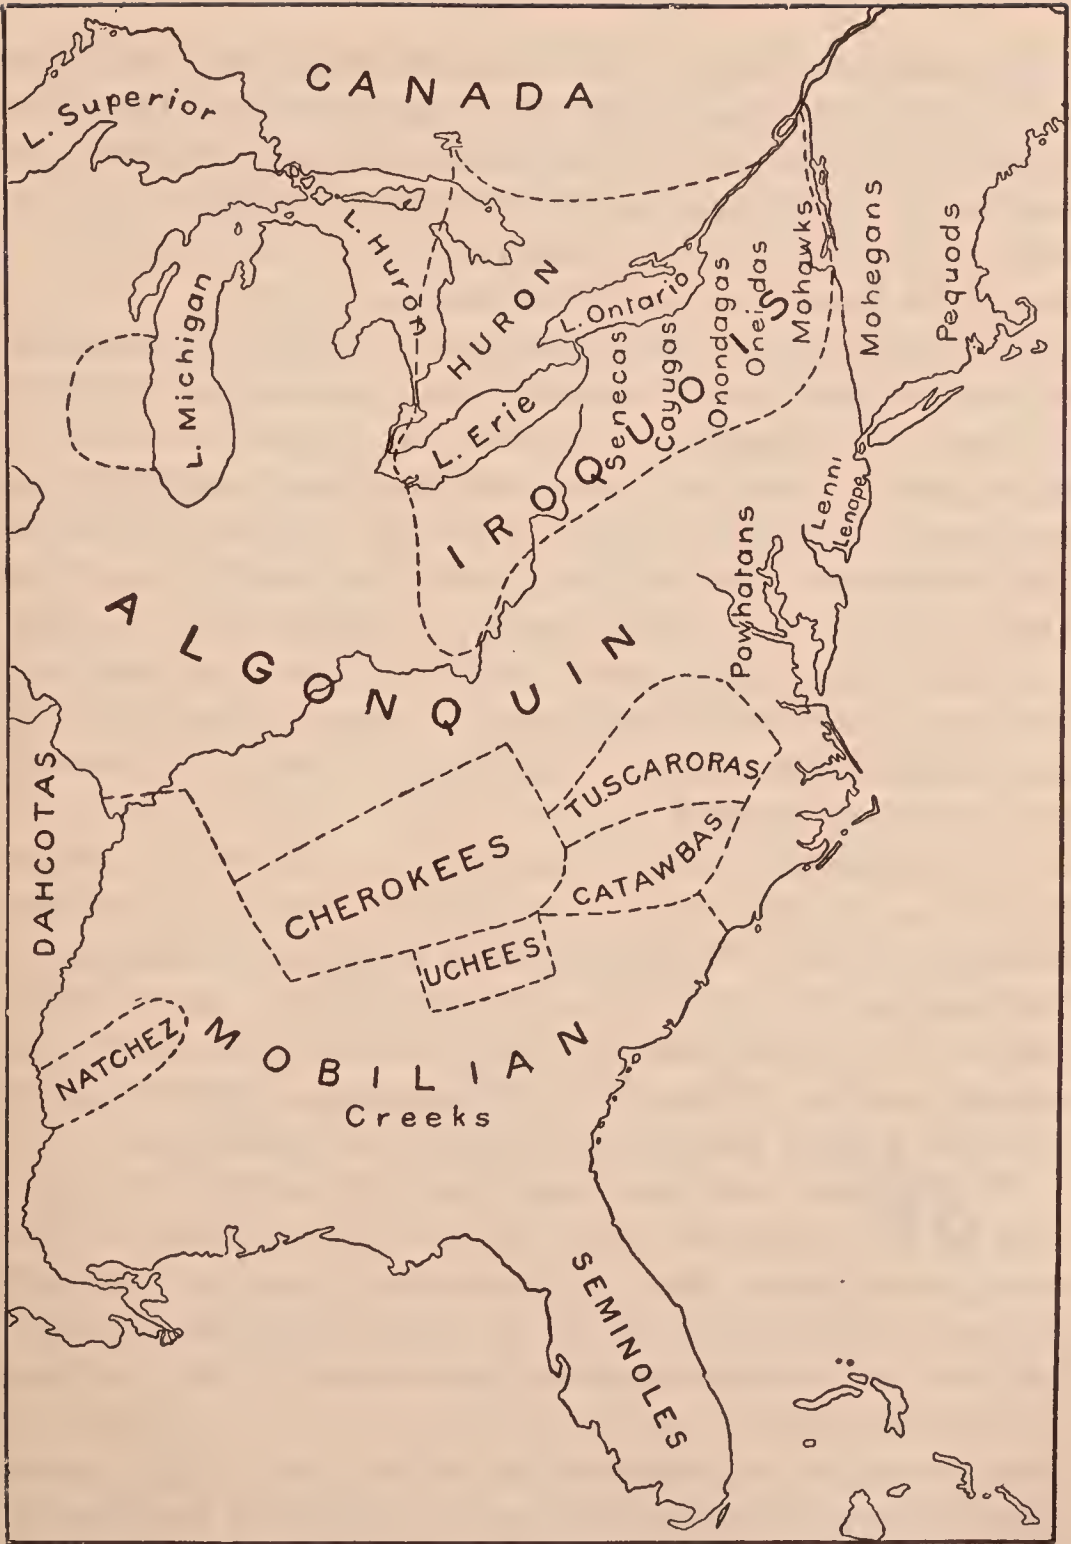 CANADA
L. Superior
L. Huron
L. Michigan
HURON
L. Ontario
L. Erie
IROQUOIS
Senecas
Cayugas
Onondagas
Oneidas
Mohawks
Mohegans
Pequods
Lenni
Lenape
Powhatans
ALGONQUIN
DAHCOTAS
TUSCARORAS
CHEROKEES
CATAWBAS
UCHEES
NATCHEZ
MOBILIAN
Creeks
SEMINOLES